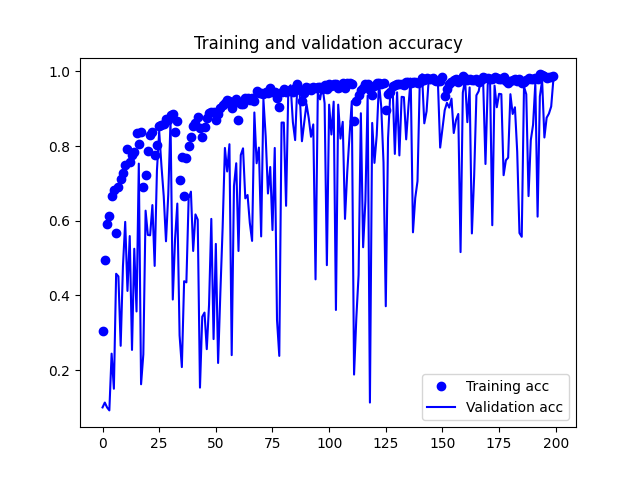 Training and validation accuracy
1.0
0.8
0.6
0.4
0.2
0 25 50 75 100 125 150 175 200
Training acc
Validation acc